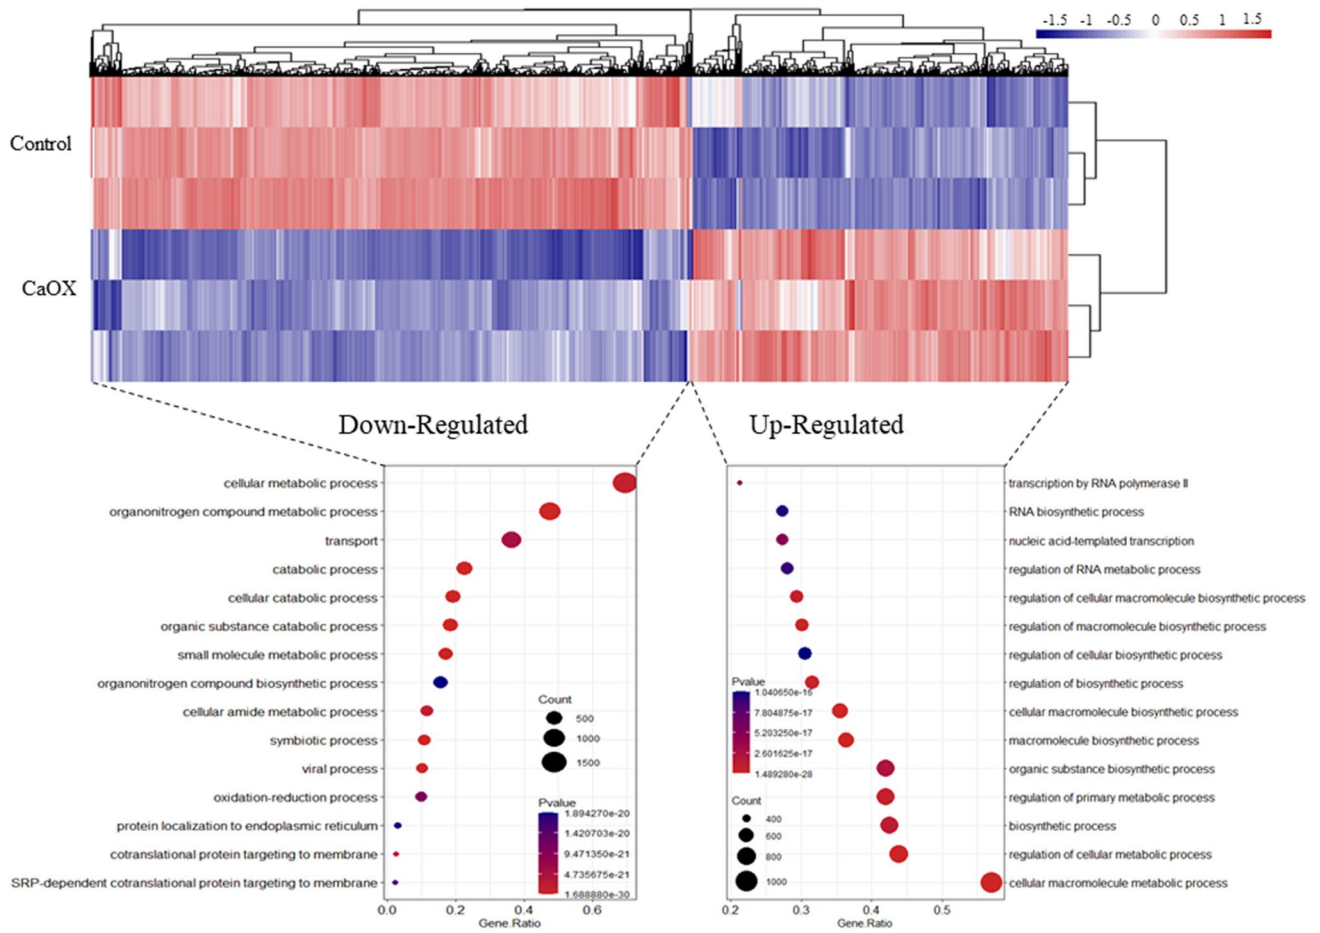 -1.5 -1 -0.5 0 0.5 1 1.5
Control
CaOX
Down-Regulated
Up-Regulated
cellular metabolic process
organonitrogen compound metabolic process
transport
catabolic process
cellular catabolic process
organic substance catabolic process
small molecule metabolic process
organonitrogen compound biosynthetic process
cellular amide metabolic process
symbiotic process
viral process
oxidation-reduction process
protein localization to endoplasmic reticulum
cotranslational protein targeting to membrane
SRP-dependent cotranslational protein targeting to membrane
Count
500
1000
1500
Pvalue
1.894270e-20
1.420703e-20
9.471350e-21
4.735675e-21
1.688880e-30
0.0 0.2 0.4 0.6
Gene.Ratio
transcription by RNA polymerase II
RNA biosynthetic process
nucleic acid-templated transcription
regulation of RNA metabolic process
regulation of cellular macromolecule biosynthetic process
regulation of macromolecule biosynthetic process
regulation of cellular biosynthetic process
regulation of biosynthetic process
cellular macromolecule biosynthetic process
macromolecule biosynthetic process
organic substance biosynthetic process
regulation of primary metabolic process
biosynthetic process
regulation of cellular metabolic process
cellular macromolecule metabolic process
Pvalue
1.040650e-16
7.804875e-17
5.203250e-17
2.601625e-17
1.489280e-28
Count
400
600
800
1000
0.2 0.3 0.4 0.5
Gene.Ratio